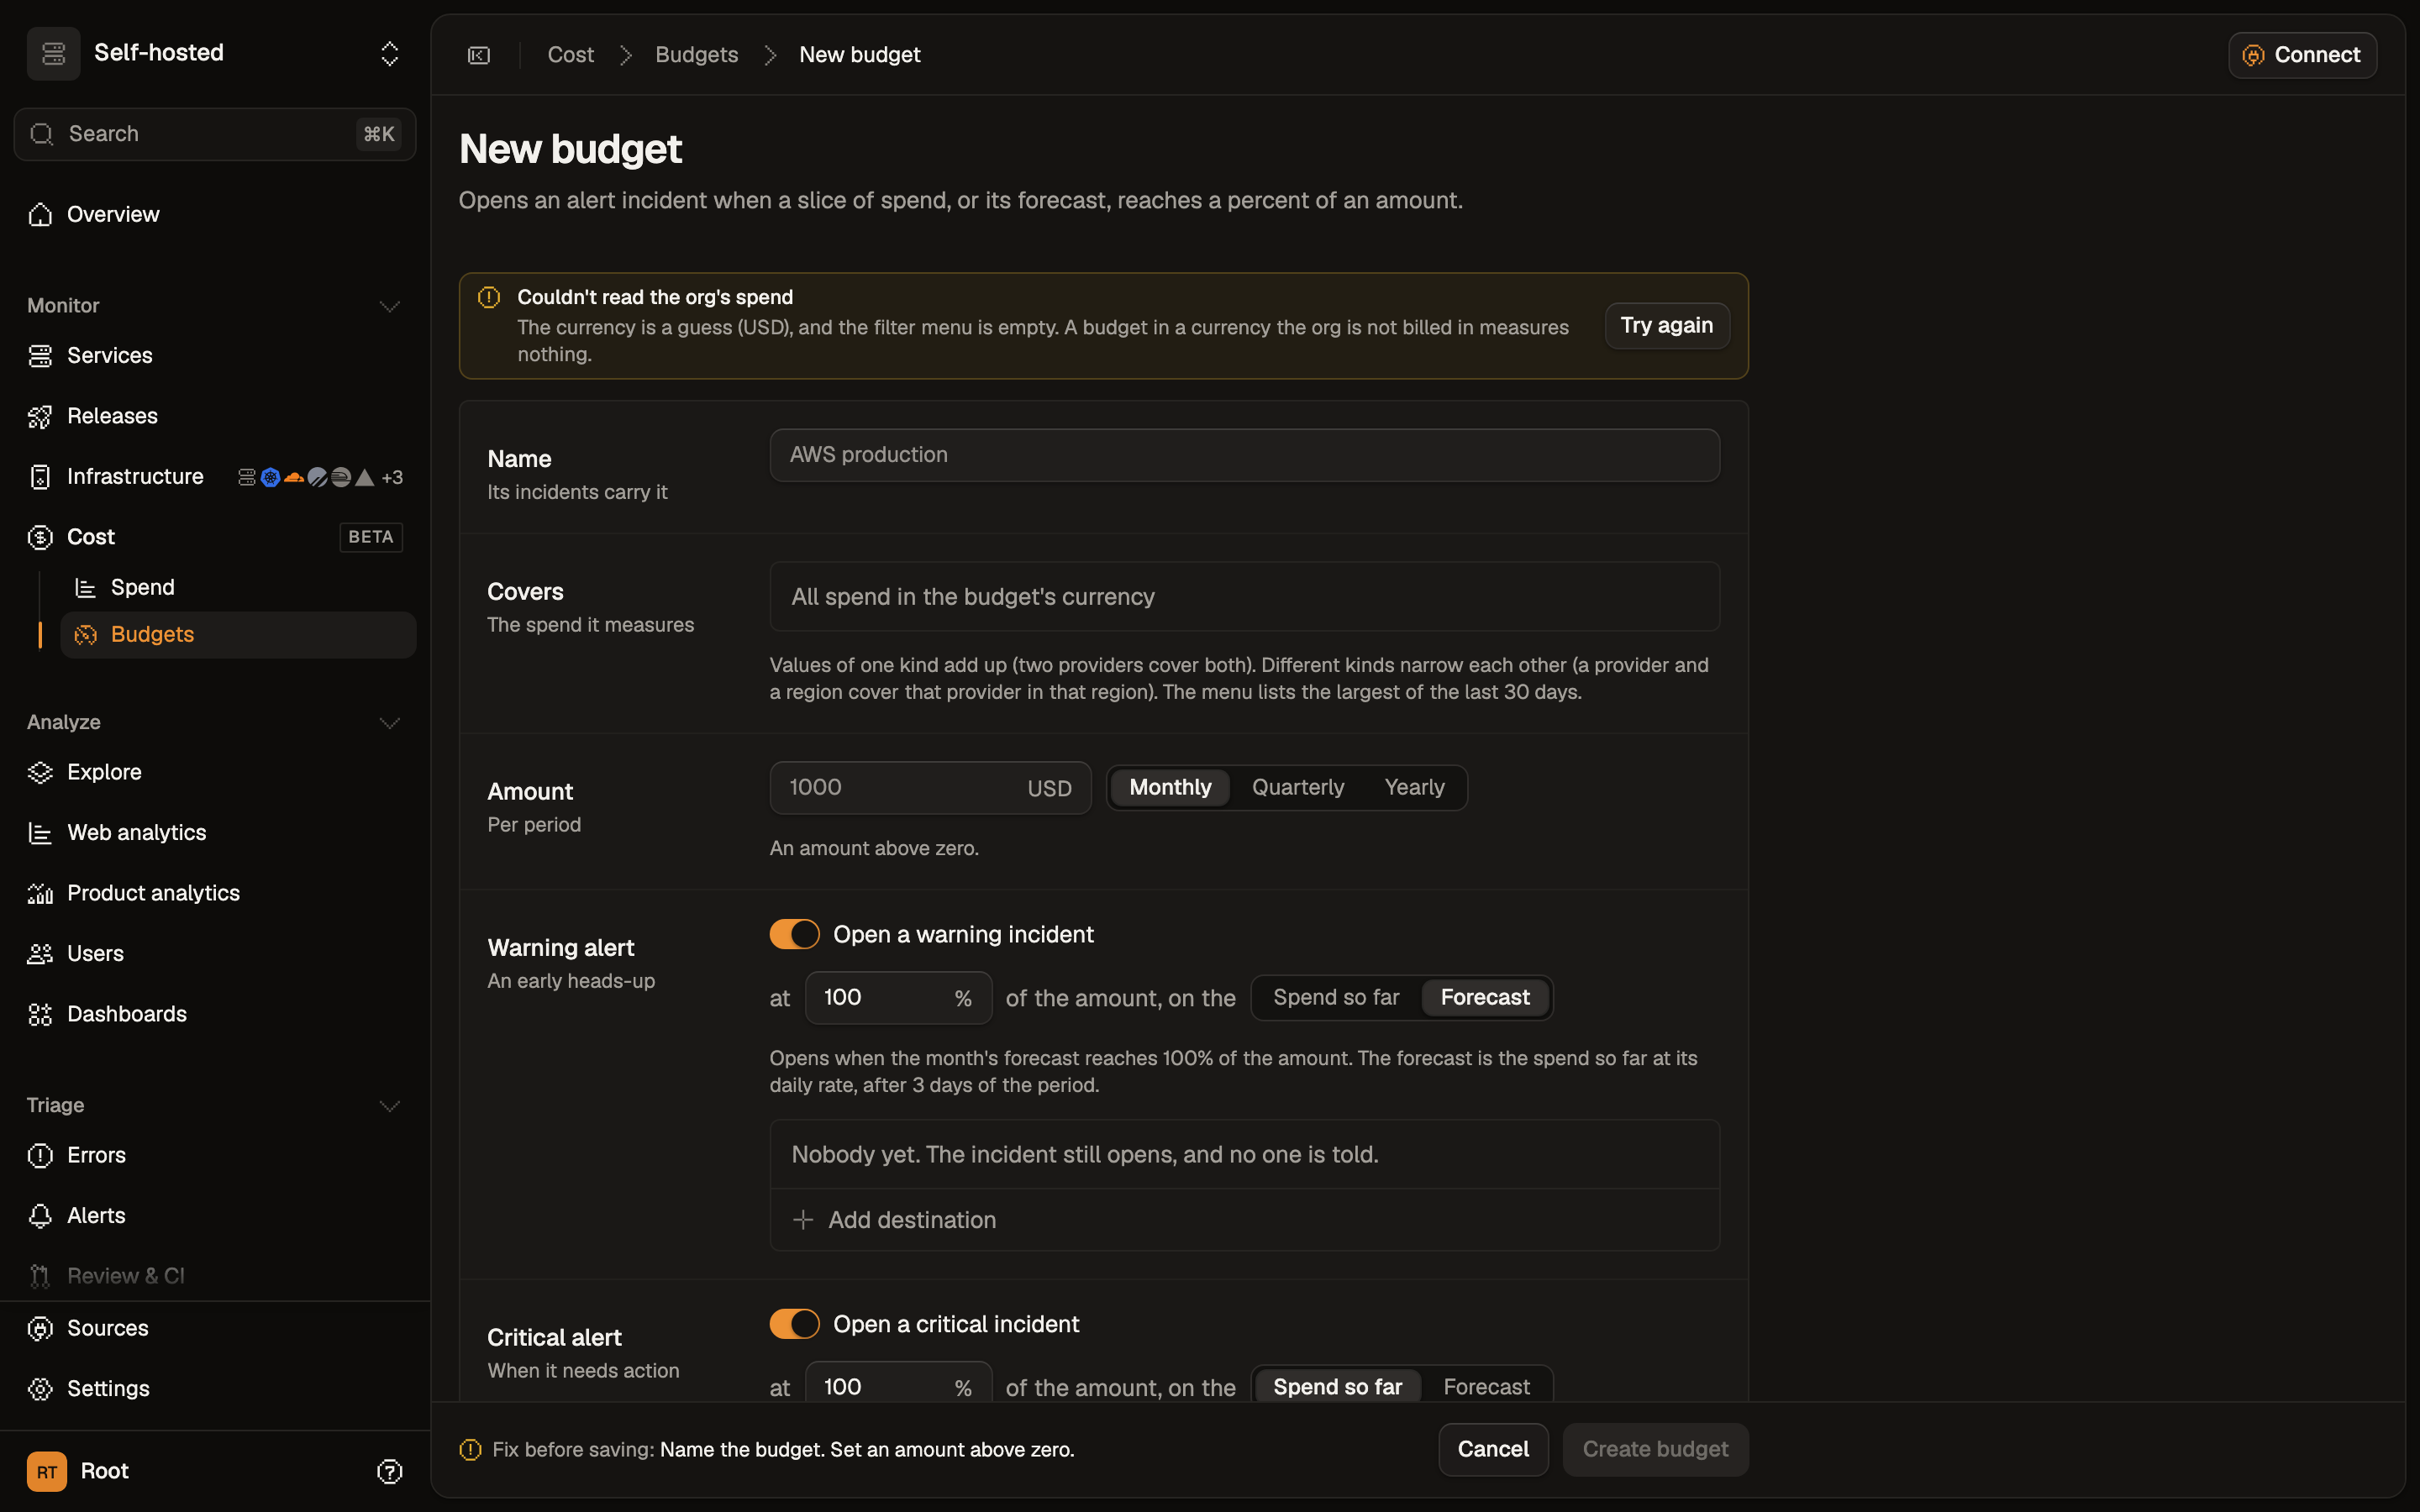 Self-hosted
Search ⌘K
Overview
Monitor
Services
Releases
Infrastructure +3
Cost BETA
Spend
Budgets
Analyze
Explore
Web analytics
Product analytics
Users
Dashboards
Triage
Errors
Alerts
Review & CI
Sources
Settings
RT Root
Cost Budgets New budget
Connect
New budget
Opens an alert incident when a slice of spend, or its forecast, reaches a percent of an amount.
Couldn't read the org's spend
The currency is a guess (USD), and the filter menu is empty. A budget in a currency the org is not billed in measures
nothing.
Try again
Name
Its incidents carry it
AWS production
Covers
The spend it measures
All spend in the budget's currency
Values of one kind add up (two providers cover both). Different kinds narrow each other (a provider and
a region cover that provider in that region). The menu lists the largest of the last 30 days.
Amount
Per period
1000 USD
Monthly Quarterly Yearly
An amount above zero.
Warning alert
An early heads-up
Open a warning incident
at 100 % of the amount, on the Spend so far Forecast
Opens when the month's forecast reaches 100% of the amount. The forecast is the spend so far at its
daily rate, after 3 days of the period.
Nobody yet. The incident still opens, and no one is told.
Add destination
Critical alert
When it needs action
Open a critical incident
at 100 % of the amount, on the Spend so far Forecast
Fix before saving: Name the budget. Set an amount above zero.
Cancel
Create budget